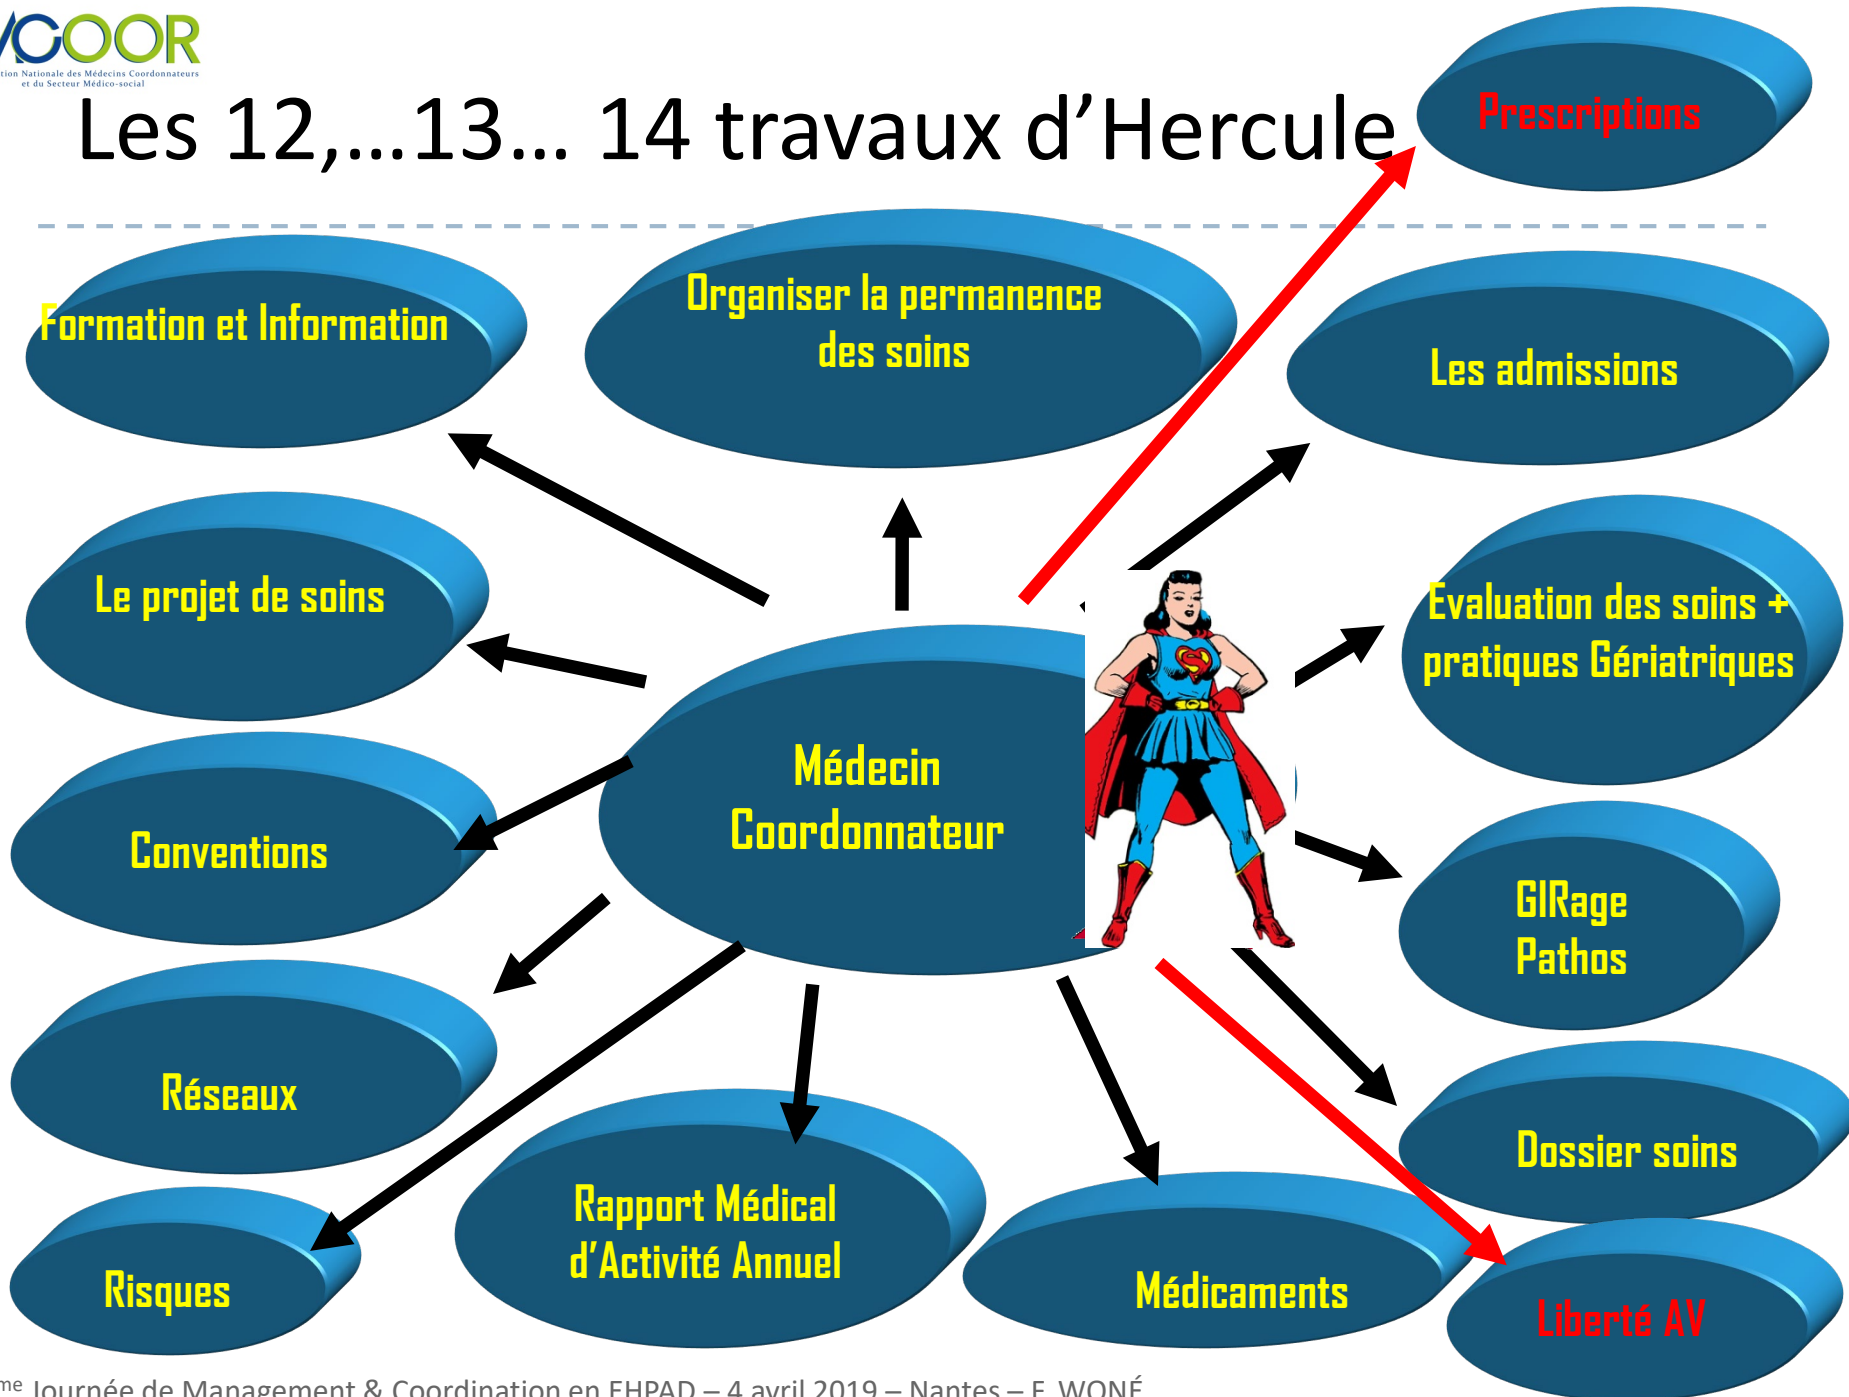 COOR
Nationale des Médecins Coordonnateurs
et du Secteur Médico-social
Les 12,...13... 14 travaux d’Hercule
Prescriptions
Formation et Information
Organiser la permanence
des soins
Les admissions
Le projet de soins
Evaluation des soins +
pratiques Gériatriques
Médecin
Coordonnateur
Conventions
GIRage
Pathos
Réseaux
Dossier soins
Rapport Médical
d’Activité Annuel
Médicaments
Risques
Liberté AV
Journée de Management & Coordination en EHPAD – 4 avril 2019 – Nantes – F. WONÉ